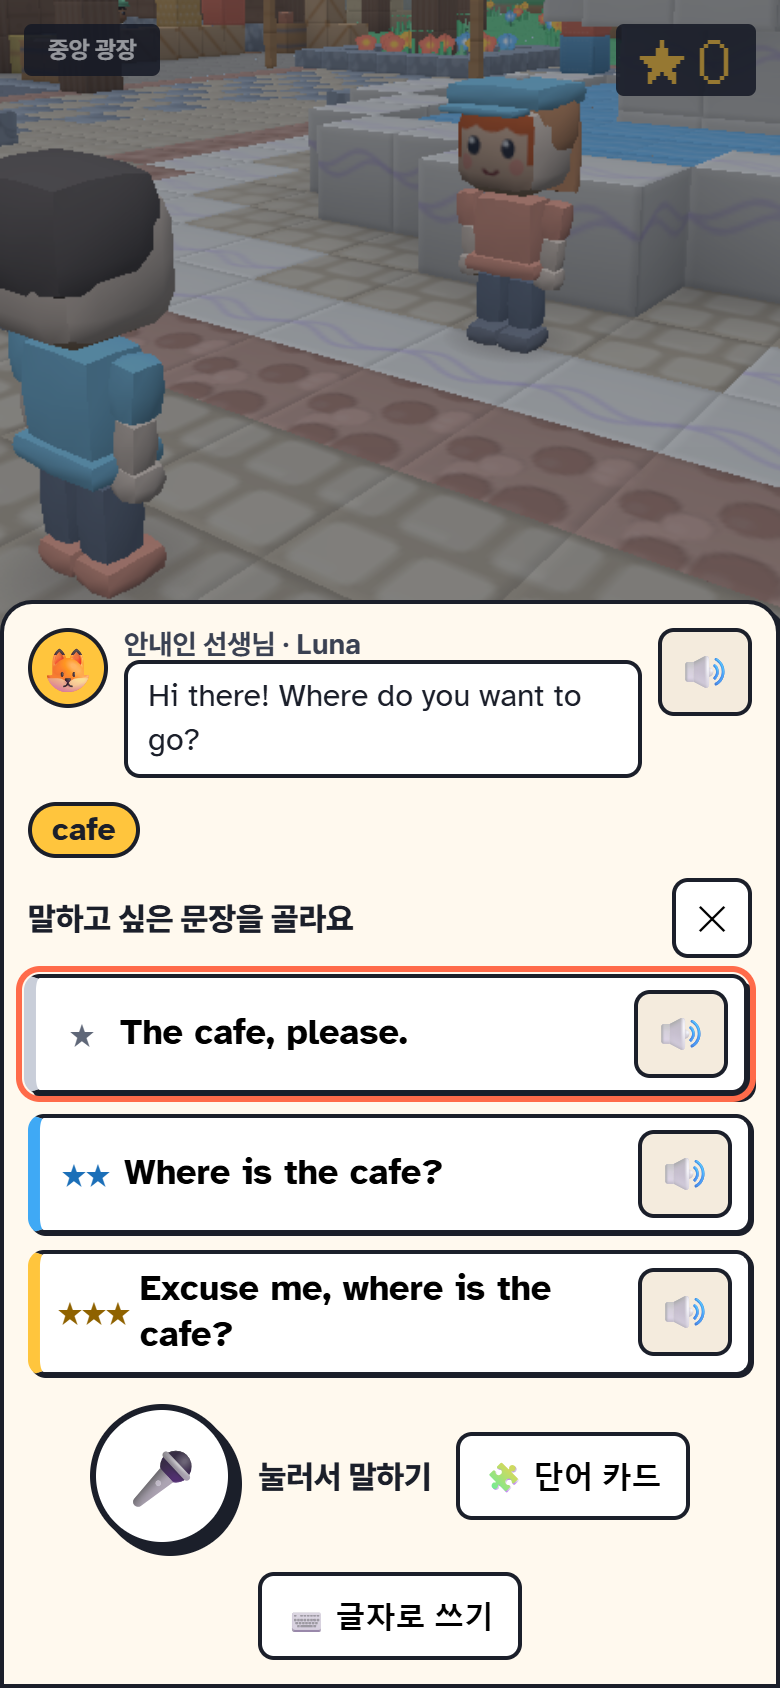 중앙 광장
★ 0
안내인 선생님 · Luna
Hi there! Where do you want to
go?
cafe
말하고 싶은 문장을 골라요
★ The cafe, please.
★★ Where is the cafe?
★★★ Excuse me, where is the
cafe?
눌러서 말하기
단어 카드
글자로 쓰기